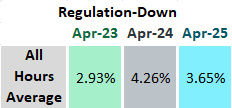 Regulation-Down
Apr-23 Apr-24 Apr-25
All Hours Average 2.93% 4.26% 3.65%